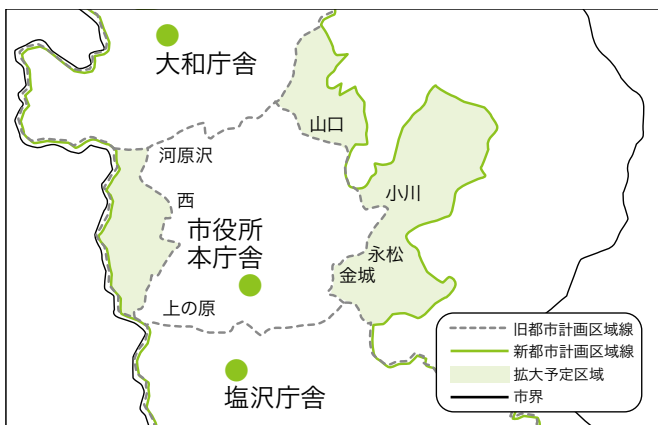 大和庁舎
山口
河原沢
小川
西
市役所
本庁舎
永松
金城
上の原
塩沢庁舎
旧都市計画区域線
新都市計画区域線
拡大予定区域
市界